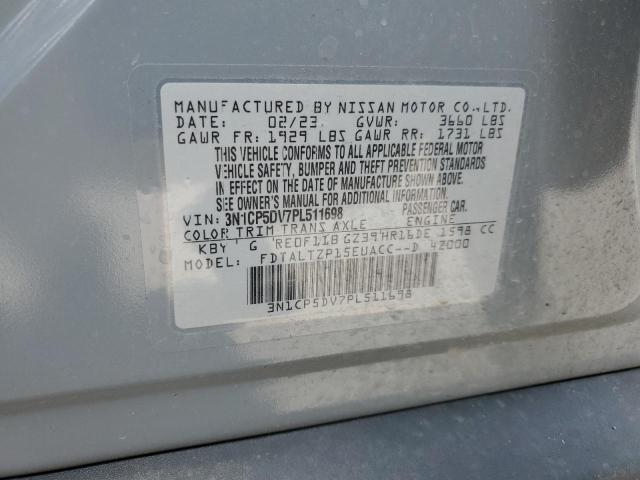 MANUFACTURED BY NISSAN MOTOR CO.,LTD.
DATE: 02/23 GVWR: 3660 LBS
GAWR FR: 1929 LBS GAWR RR: 1731 LBS
THIS VEHICLE CONFORMS TO ALL APPLICABLE FEDERAL MOTOR
VEHICLE SAFETY, BUMPER AND THEFT PREVENTION STANDARDS
IN EFFECT ON THE DATE OF MANUFACTURE SHOWN ABOVE.
SEE OWNER'S MANUAL FOR ADDITIONAL INFORMATION.
VIN: 3N1CP5DV7PL511698 PASSENGER CAR.
COLOR TRIM TRANS AXLE ENGINE
KBY G RE0F11B GZ39 HR16DE 1598 CC
MODEL: FDTALTZP15EUACC--D 42000
3N1CP5DV7PL511698